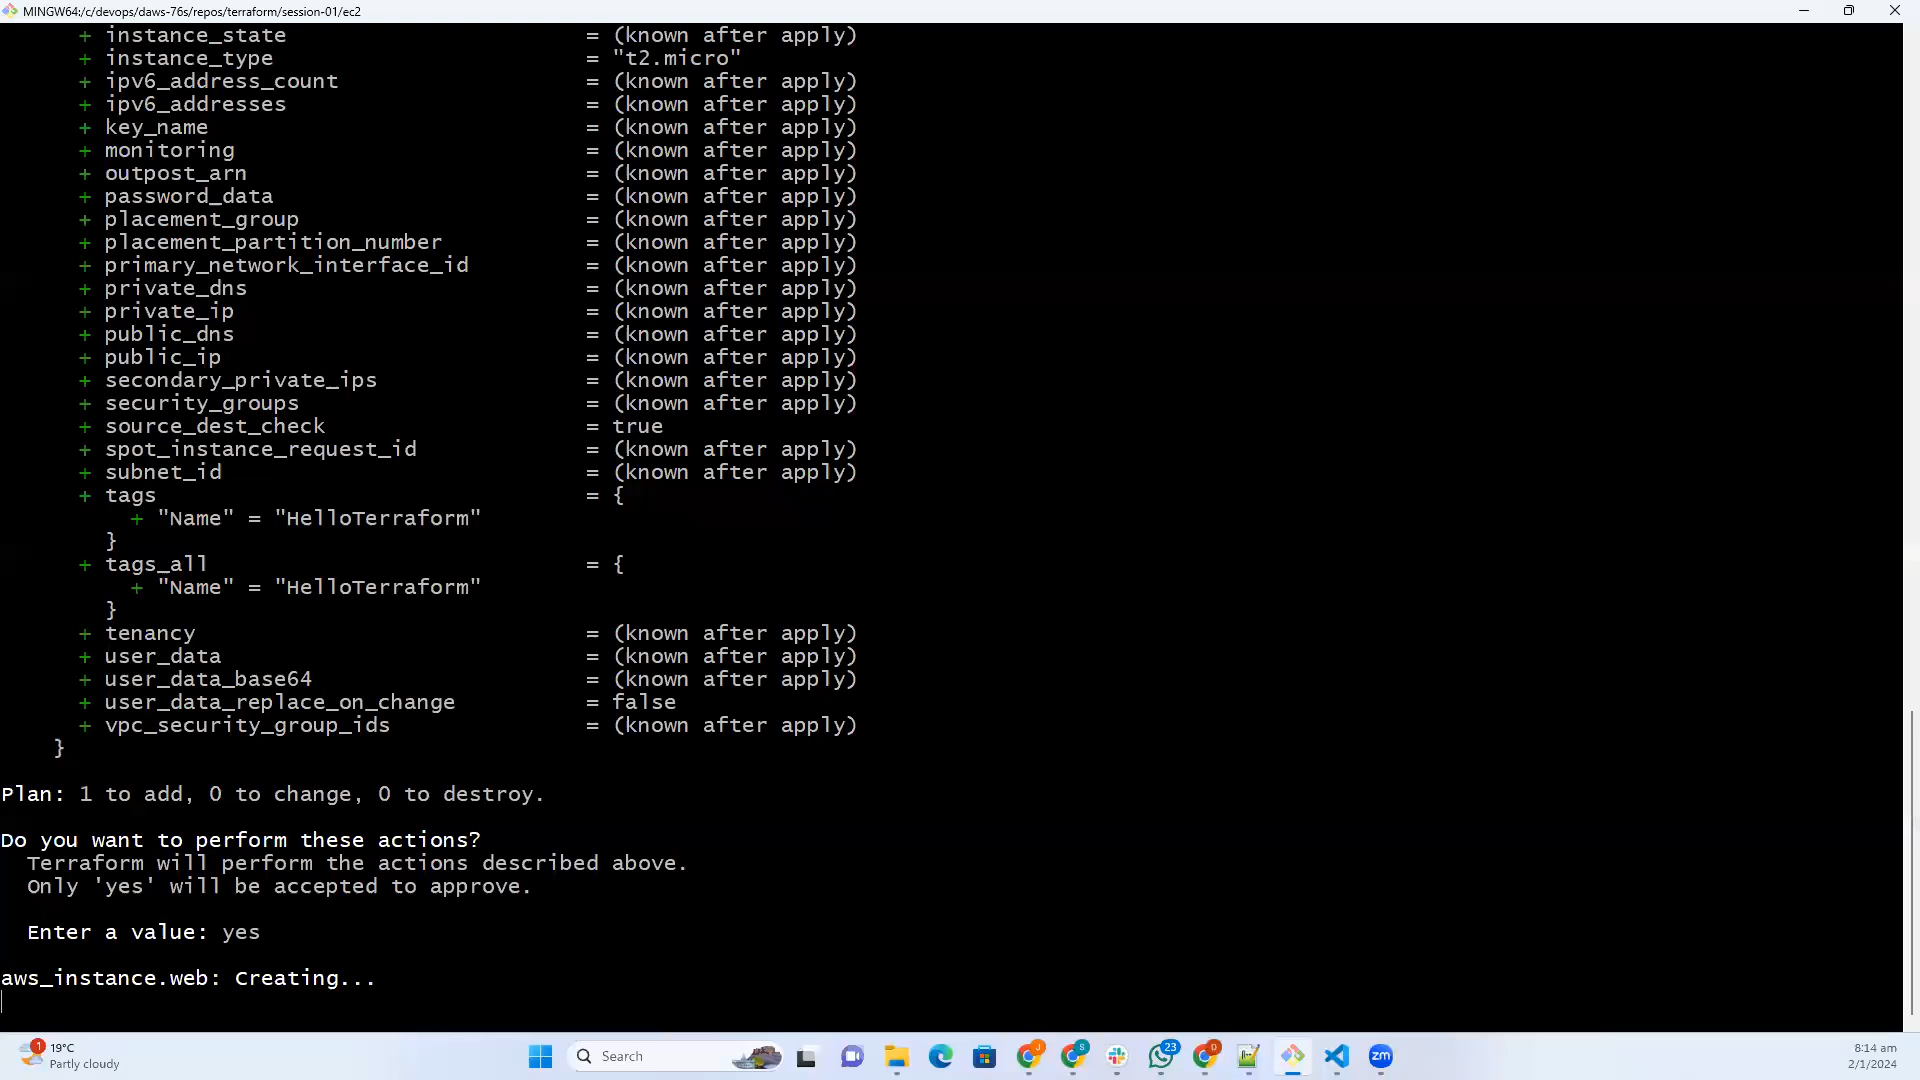 MINGW64:/c/devops/daws-76s/repos/terraform/session-01/ec2
+ instance_state = (known after apply)
+ instance_type = "t2.micro"
+ ipv6_address_count = (known after apply)
+ ipv6_addresses = (known after apply)
+ key_name = (known after apply)
+ monitoring = (known after apply)
+ outpost_arn = (known after apply)
+ password_data = (known after apply)
+ placement_group = (known after apply)
+ placement_partition_number = (known after apply)
+ primary_network_interface_id = (known after apply)
+ private_dns = (known after apply)
+ private_ip = (known after apply)
+ public_dns = (known after apply)
+ public_ip = (known after apply)
+ secondary_private_ips = (known after apply)
+ security_groups = (known after apply)
+ source_dest_check = true
+ spot_instance_request_id = (known after apply)
+ subnet_id = (known after apply)
+ tags = {
+ "Name" = "HelloTerraform"
}
+ tags_all = {
+ "Name" = "HelloTerraform"
}
+ tenancy = (known after apply)
+ user_data = (known after apply)
+ user_data_base64 = (known after apply)
+ user_data_replace_on_change = false
+ vpc_security_group_ids = (known after apply)
}
Plan: 1 to add, 0 to change, 0 to destroy.
Do you want to perform these actions?
Terraform will perform the actions described above.
Only 'yes' will be accepted to approve.
Enter a value: yes
aws_instance.web: Creating...
1
19°C
Partly cloudy
Search
J
S
23
D
zm
8:14 am
2/1/2024